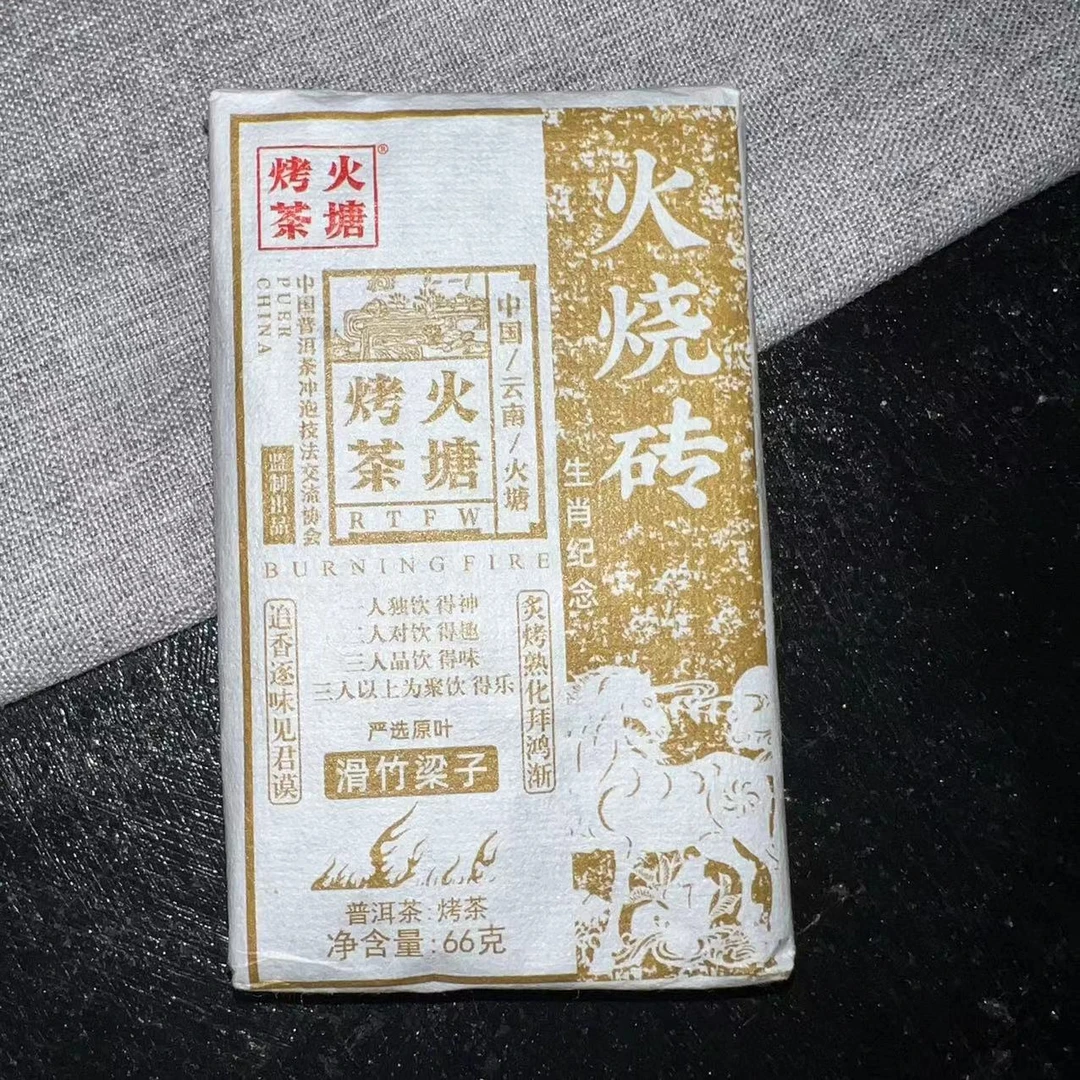 火塘
烤茶
®
火烧砖
生肖纪念
中国/云南/火塘
火塘
烤茶
RTFW
中国普洱茶冲泡技法交流协会
PUER
CHINA
监制出品
BURNING FIRE
炙烤熟化拜鸿渐
一人独饮 得神
二人对饮 得趣
三人品饮 得味
三人以上为聚饮 得乐
追香逐味见君谟
严选原叶
滑竹梁子
普洱茶:烤茶
净含量:66克